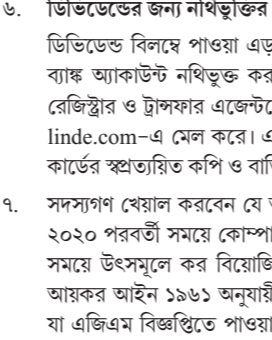 ৬. ডিভিডেন্ডের জন্য নথিভুক্তির
ডিভিডেন্ড বিলম্বে পাওয়া এড়
ব্যাঙ্ক অ্যাকাউন্ট নথিভুক্ত কর
রেজিস্ট্রার ও ট্রান্সফার এজেন্টে
linde.com-এ মেল করে। এ
কার্ডের স্বপ্রত্যয়িত কপি ও বাতি
৭. সদস্যগণ খেয়াল করবেন যে
২০২০ পরবর্তী সময়ে কোম্পা
সময়ে উৎসমূলে কর বিয়োজি
আয়কর আইন ১৯৬১ অনুযায়ী
যা এজিএম বিজ্ঞপ্তিতে পাওয়া